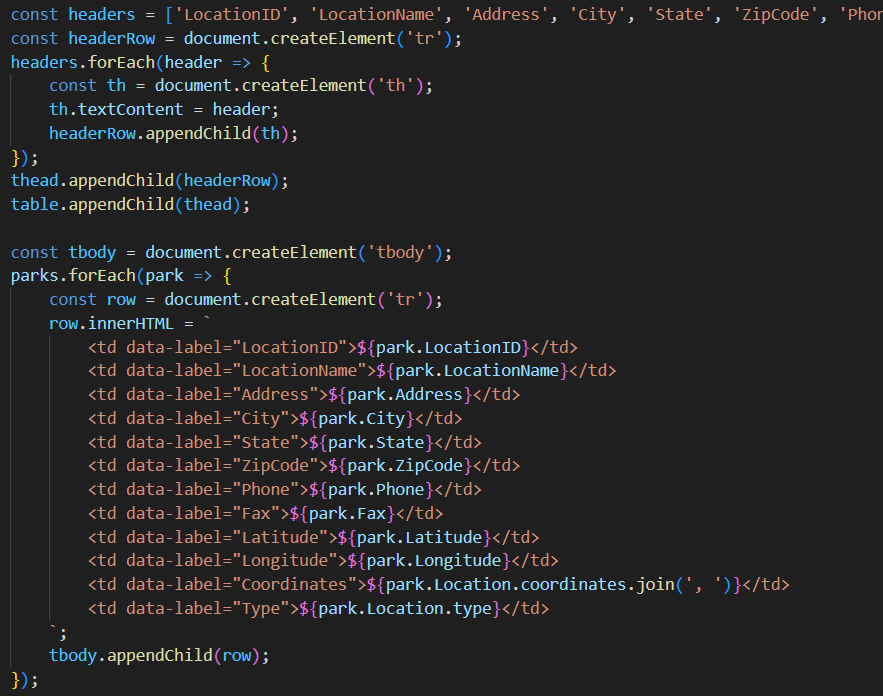 const headers = ['LocationID', 'LocationName', 'Address', 'City', 'State', 'ZipCode', 'Phon
const headerRow = document.createElement('tr');
headers.forEach(header => {
    const th = document.createElement('th');
    th.textContent = header;
    headerRow.appendChild(th);
});
thead.appendChild(headerRow);
table.appendChild(thead);

const tbody = document.createElement('tbody');
parks.forEach(park => {
    const row = document.createElement('tr');
    row.innerHTML = `
        <td data-label="LocationID">${park.LocationID}</td>
        <td data-label="LocationName">${park.LocationName}</td>
        <td data-label="Address">${park.Address}</td>
        <td data-label="City">${park.City}</td>
        <td data-label="State">${park.State}</td>
        <td data-label="ZipCode">${park.ZipCode}</td>
        <td data-label="Phone">${park.Phone}</td>
        <td data-label="Fax">${park.Fax}</td>
        <td data-label="Latitude">${park.Latitude}</td>
        <td data-label="Longitude">${park.Longitude}</td>
        <td data-label="Coordinates">${park.Location.coordinates.join(', ')}</td>
        <td data-label="Type">${park.Location.type}</td>
    `;
    tbody.appendChild(row);
});